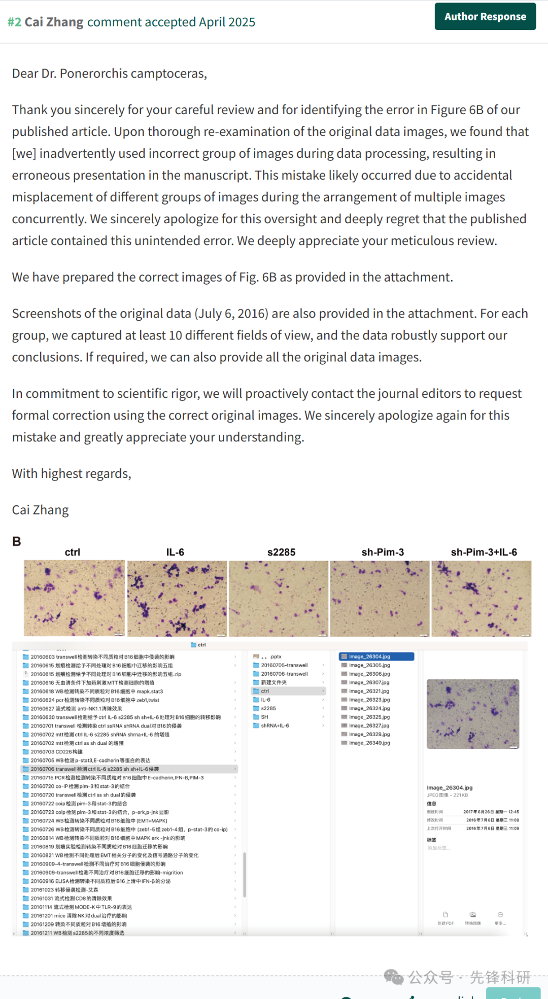 #2 Cai Zhang comment accepted April 2025
Author Response
Dear Dr. Ponerorchis camptoceras,
Thank you sincerely for your careful review and for identifying the error in Figure 6B of our
published article. Upon thorough re-examination of the original data images, we found that
[we] inadvertently used incorrect group of images during data processing, resulting in
erroneous presentation in the manuscript. This mistake likely occurred due to accidental
misplacement of different groups of images during the arrangement of multiple images
concurrently. We sincerely apologize for this oversight and deeply regret that the published
article contained this unintended error. We deeply appreciate your meticulous review.
We have prepared the correct images of Fig. 6B as provided in the attachment.
Screenshots of the original data (July 6, 2016) are also provided in the attachment. For each
group, we captured at least 10 different fields of view, and the data robustly support our
conclusions. If required, we can also provide all the original data images.
In commitment to scientific rigor, we will proactively contact the journal editors to request
formal correction using the correct original images. We sincerely apologize again for this
mistake and greatly appreciate your understanding.
With highest regards,
Cai Zhang
B
ctrl
IL-6
s2285
sh-Pim-3
sh-Pim-3+IL-6
ctrl
20160603 transwell检测转染不同质粒对B16细胞中侵袭的影响
20160615 划痕检测给予不同处理对B16细胞中迁移的影响五组
20160615 划痕检测给予不同处理对B16细胞中迁移的影响五组.zip
20160616 无血清条件下加药刺激MTT检测细胞的增殖
20160618 WB检测转染不同质粒对B16细胞中 mapk.stat3
20160624 pcr检测转染不同质粒对B16细胞中 zeb1,twist
20160627 流式检测 anti-NK1.1清除效果
20160630 transwell检测给予ctrl IL-6 s2285 sh sh+IL-6处理对B16细胞的转移影响
20160701 transwell 检测转染 ctrl ssRNA shRNA dual对B16的侵袭
20160702 mtt检测ctrl IL-6 s2285 shRNA shrna+IL-6 的增殖
20160702 mtt检测ctrl ss sh dual 的增殖
20160703 CD226构建
20160705 WB检测p-stat3,E-cadherin等蛋白的表达
20160706 transwell检测ctrl IL-6 s2285 sh sh+IL-6侵袭
20160715 PCR检测检测转染不同质粒对B16细胞中E-cadherin,IFN-B,PIM-3
20160720 co-IP检测pim-3和stat-3的结合
20160720 transwell检测ctrl ss sh dual的侵袭
20160722 coip检测pim-3和stat-3的结合
20160723 coip检测pim-3和stat-3的结合，p-erk,p-jnk显影
20160724 WB检测转染不同质粒对B16细胞中 (EMT+MAPK)
20160726 WB检测转染不同质粒对B16细胞中 (zeb1-5组 zeb1-4组，p-stat-3的co-ip)
20160814 WB检测转染不同质粒对B16细胞中MAPK erk -jnk的影响
20160819 划痕实验检测转染不同质粒对B16细胞迁移的影响
20160821 WB检测不同处理后EMT相关分子的变化及信号通路分子的变化
20160909-4-transwell检测不同治疗对B16细胞侵袭的影响
20160909-transwell检测不同治疗对B16细胞迁移的影响-migrition
20160916 ELISA检测转染不同质粒后B16上清中IFN-β的分泌
20161023 转移侵袭检测-艾森
20161031 流式检测CD8的清除效果
20161114 流式检测MODE-K中TLR-9的表达
20161201 mice 清除NK对dual治疗的影响
20161209 转染不同质粒对B16增殖的影响
20161211 WB检测s2285的不同浓度筛选
.pptx
20160705-transwell
20160706-transwell
新建文件夹
ctrl
IL-6
s2285
SH
shRNA+IL-6
Image_26304.jpg
Image_26305.jpg
Image_26306.jpg
Image_26307.jpg
Image_26321.jpg
Image_26323.jpg
Image_26324.jpg
Image_26325.jpg
Image_26327.jpg
Image_26329.jpg
Image_26349.jpg
Image_26304.jpg
JPEG图像 - 221 KB
信息
创建时间 2017年6月26日 星期一 12:45
修改时间 2016年7月6日 星期三 11:09
上次打开时间 2016年7月6日 星期三 11:09
标签
添加标签...
创建PDF
转换图像
更多...
公众号 · 先锋科研